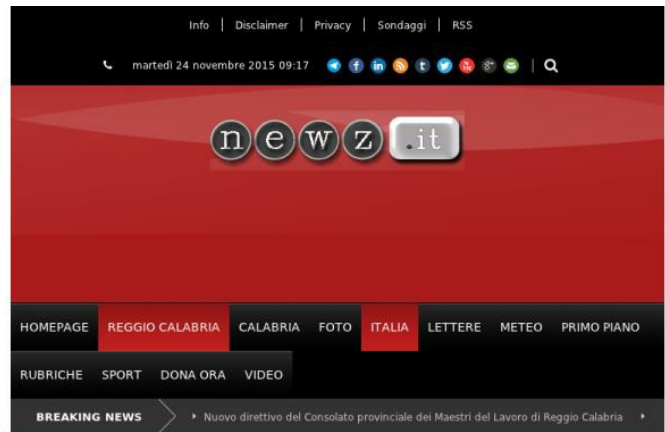 Info | Disclaimer | Privacy | Sondaggi | RSS
martedì 24 novembre 2015 09:17
newz.it
HOMEPAGE REGGIO CALABRIA CALABRIA FOTO ITALIA LETTERE METEO PRIMO PIANO
RUBRICHE SPORT DONA ORA VIDEO
BREAKING NEWS Nuovo direttivo del Consolato provinciale dei Maestri del Lavoro di Reggio Calabria